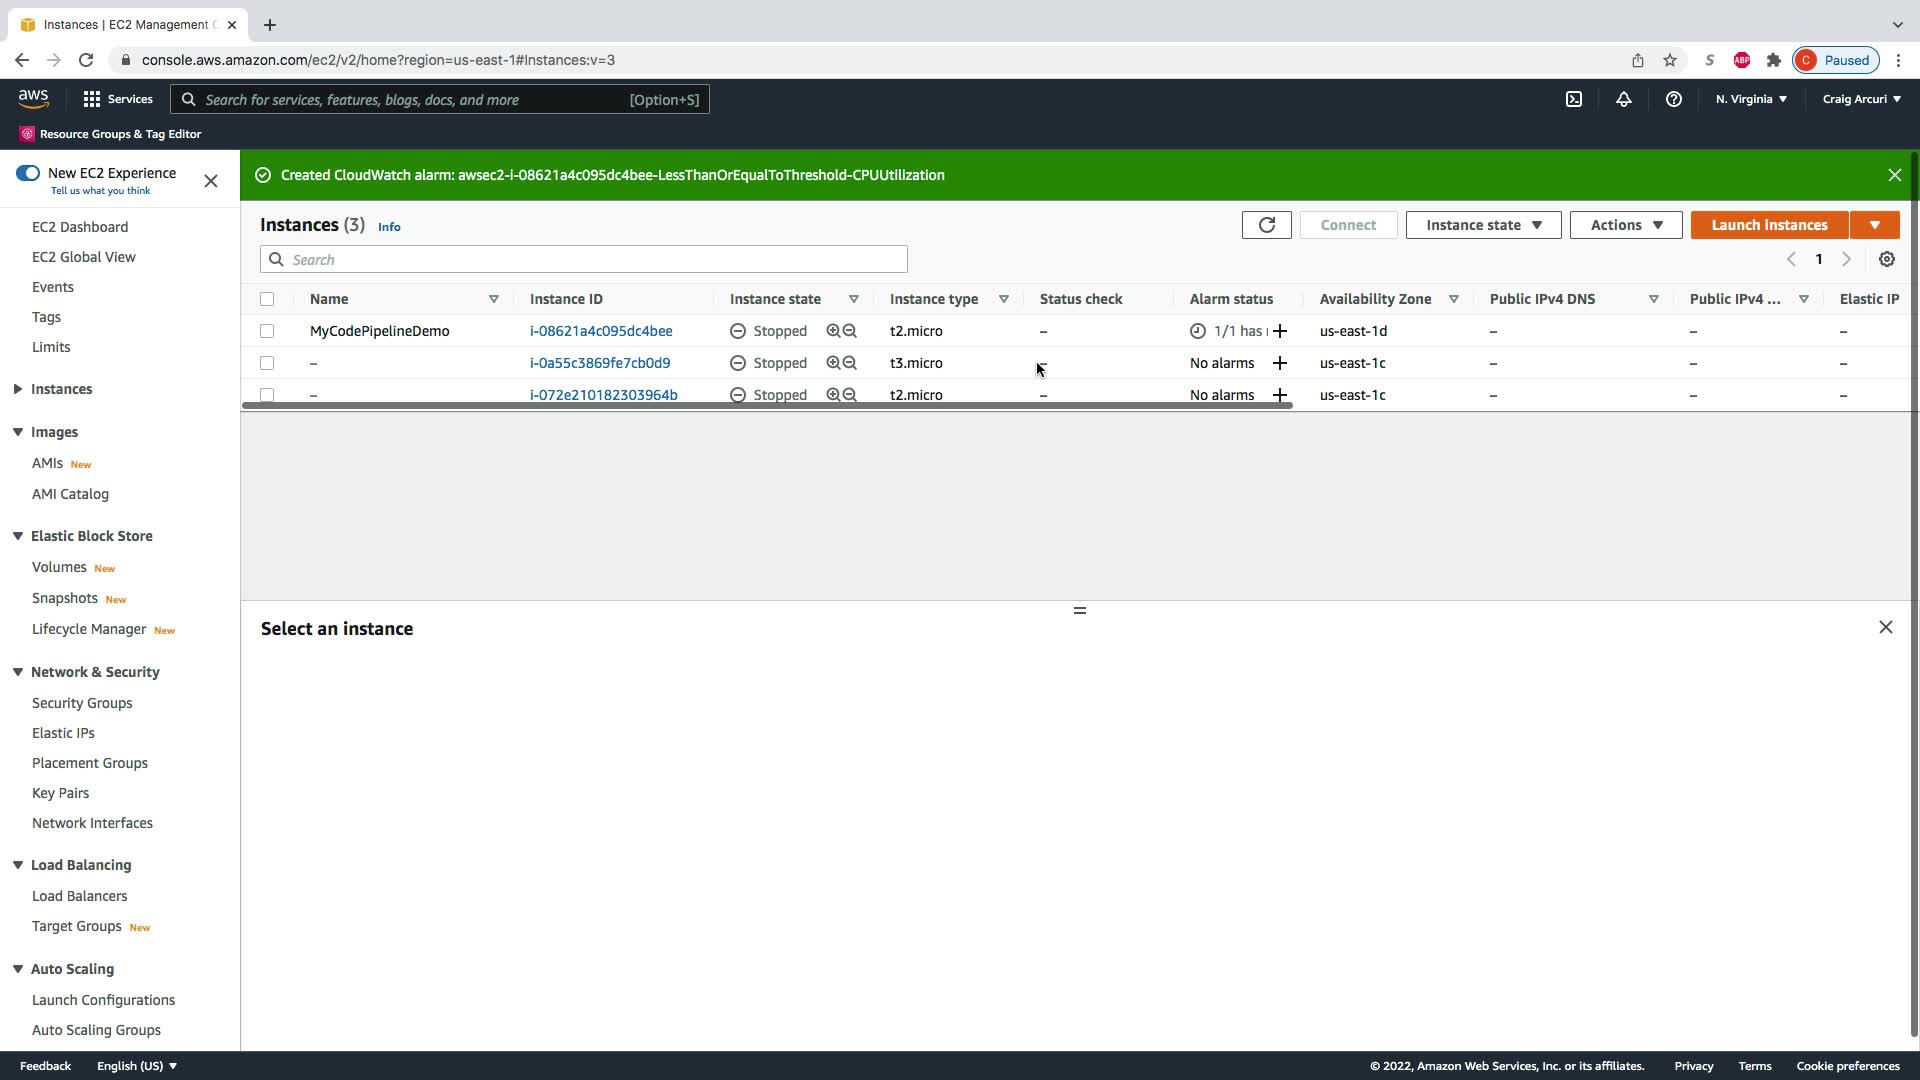 Instances | EC2 Management C
console.aws.amazon.com/ec2/v2/home?region=us-east-1#Instances:v=3
S
ABP
C Paused
aws Services Search for services, features, blogs, docs, and more [Option+S] N. Virginia Craig Arcuri
Resource Groups & Tag Editor
New EC2 Experience
Tell us what you think
EC2 Dashboard
EC2 Global View
Events
Tags
Limits
Instances
Images
AMIs New
AMI Catalog
Elastic Block Store
Volumes New
Snapshots New
Lifecycle Manager New
Network & Security
Security Groups
Elastic IPs
Placement Groups
Key Pairs
Network Interfaces
Load Balancing
Load Balancers
Target Groups New
Auto Scaling
Launch Configurations
Auto Scaling Groups
Created CloudWatch alarm: awsec2-i-08621a4c095dc4bee-LessThanOrEqualToThreshold-CPUUtilization
Instances (3) Info Connect Instance state Actions Launch Instances
Search 1
Name Instance ID Instance state Instance type Status check Alarm status Availability Zone Public IPv4 DNS Public IPv4 ... Elastic IP
MyCodePipelineDemo i-08621a4c095dc4bee Stopped t2.micro – 1/1 has + us-east-1d – – –
– i-0a55c3869fe7cb0d9 Stopped t3.micro – No alarms + us-east-1c – – –
– i-072e210182303964b Stopped t2.micro – No alarms + us-east-1c – – –
Select an instance
Feedback English (US) © 2022, Amazon Web Services, Inc. or its affiliates. Privacy Terms Cookie preferences